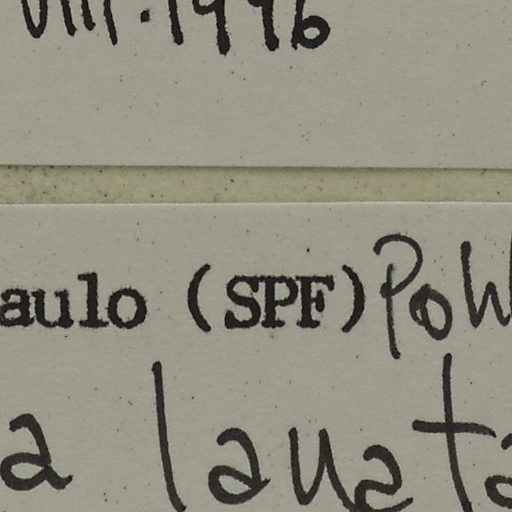 VIII.1996
aulo (SPF) Pow
a lanata